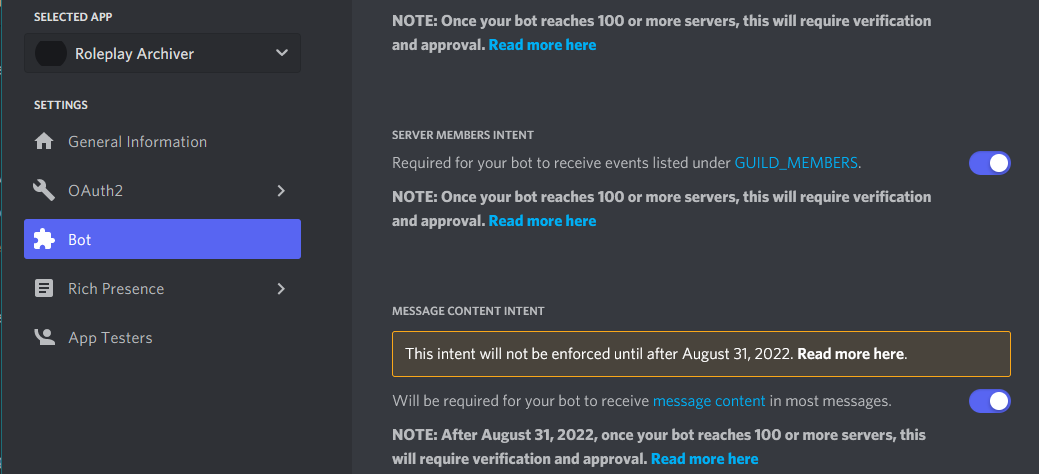 SELECTED APP
Roleplay Archiver
SETTINGS
General Information
OAuth2
Bot
Rich Presence
App Testers
NOTE: Once your bot reaches 100 or more servers, this will require verification
and approval. Read more here
SERVER MEMBERS INTENT
Required for your bot to receive events listed under GUILD_MEMBERS.
NOTE: Once your bot reaches 100 or more servers, this will require verification
and approval. Read more here
MESSAGE CONTENT INTENT
This intent will not be enforced until after August 31, 2022. Read more here.
Will be required for your bot to receive message content in most messages.
NOTE: After August 31, 2022, once your bot reaches 100 or more servers, this
will require verification and approval. Read more here